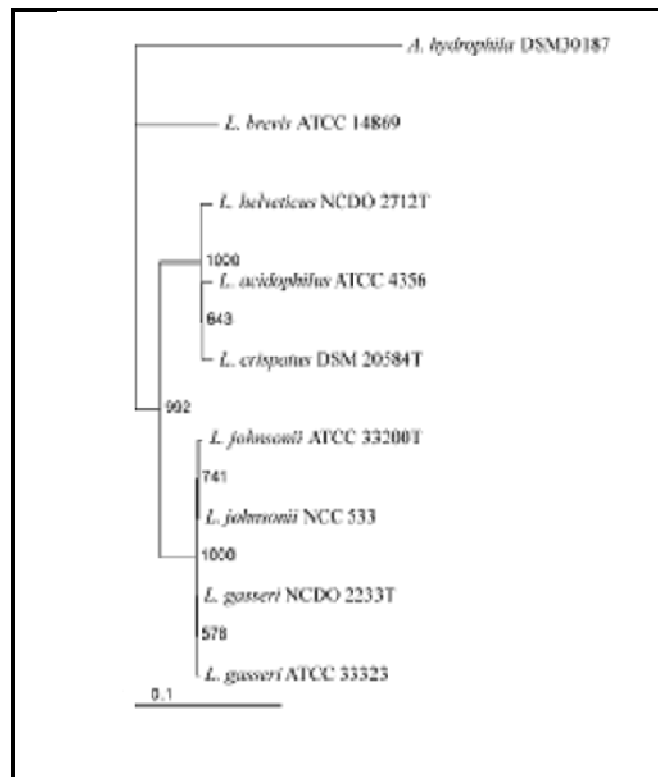 A. hydrophila DSM30187
L. brevis ATCC 14869
L. helveticus NCDO 2712T
1000
L. acidophilus ATCC 4356
643
L. crispatus DSM 20584T
992
L. johnsonii ATCC 33200T
741
L. johnsonii NCC 533
1000
L. gasseri NCDO 2233T
578
L. gasseri ATCC 33323
0.1